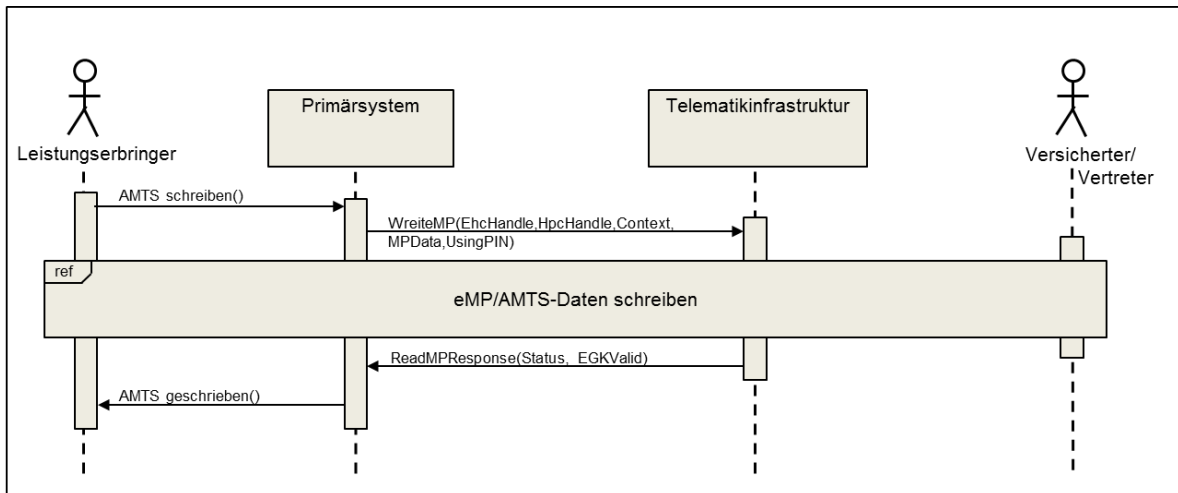 Primärsystem
Telematikinfrastruktur
Leistungserbringer
Versicherter/
Vertreter
AMTS schreiben()
WreiteMP(EhcHandle,HpcHandle,Context,
MPData,UsingPIN)
ref
eMP/AMTS-Daten schreiben
ReadMPResponse(Status, EGKValid)
AMTS geschrieben()